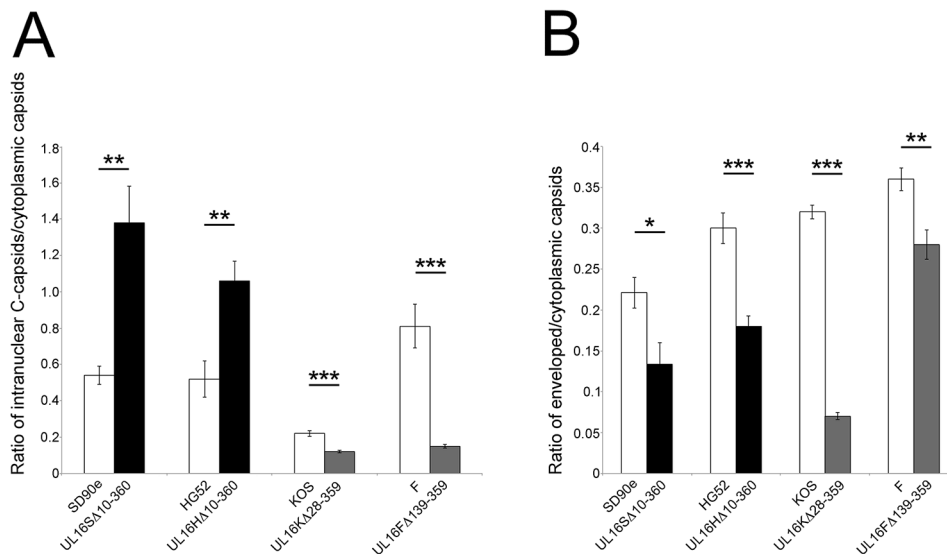 A
B
Ratio of intranuclear C-capsids/cytoplasmic capsids
1.8
1.6
1.4
1.2
1.0
0.8
0.6
0.4
0.2
0
**
**
***
***
SD90e
UL16SΔ10-360
HG52
UL16HΔ10-360
KOS
UL16KΔ28-359
F
UL16FΔ139-359
Ratio of enveloped/cytoplasmic capsids
0.4
0.35
0.3
0.25
0.2
0.15
0.1
0.05
0
*
***
***
**
SD90e
UL16SΔ10-360
HG52
UL16HΔ10-360
KOS
UL16KΔ28-359
F
UL16FΔ139-359